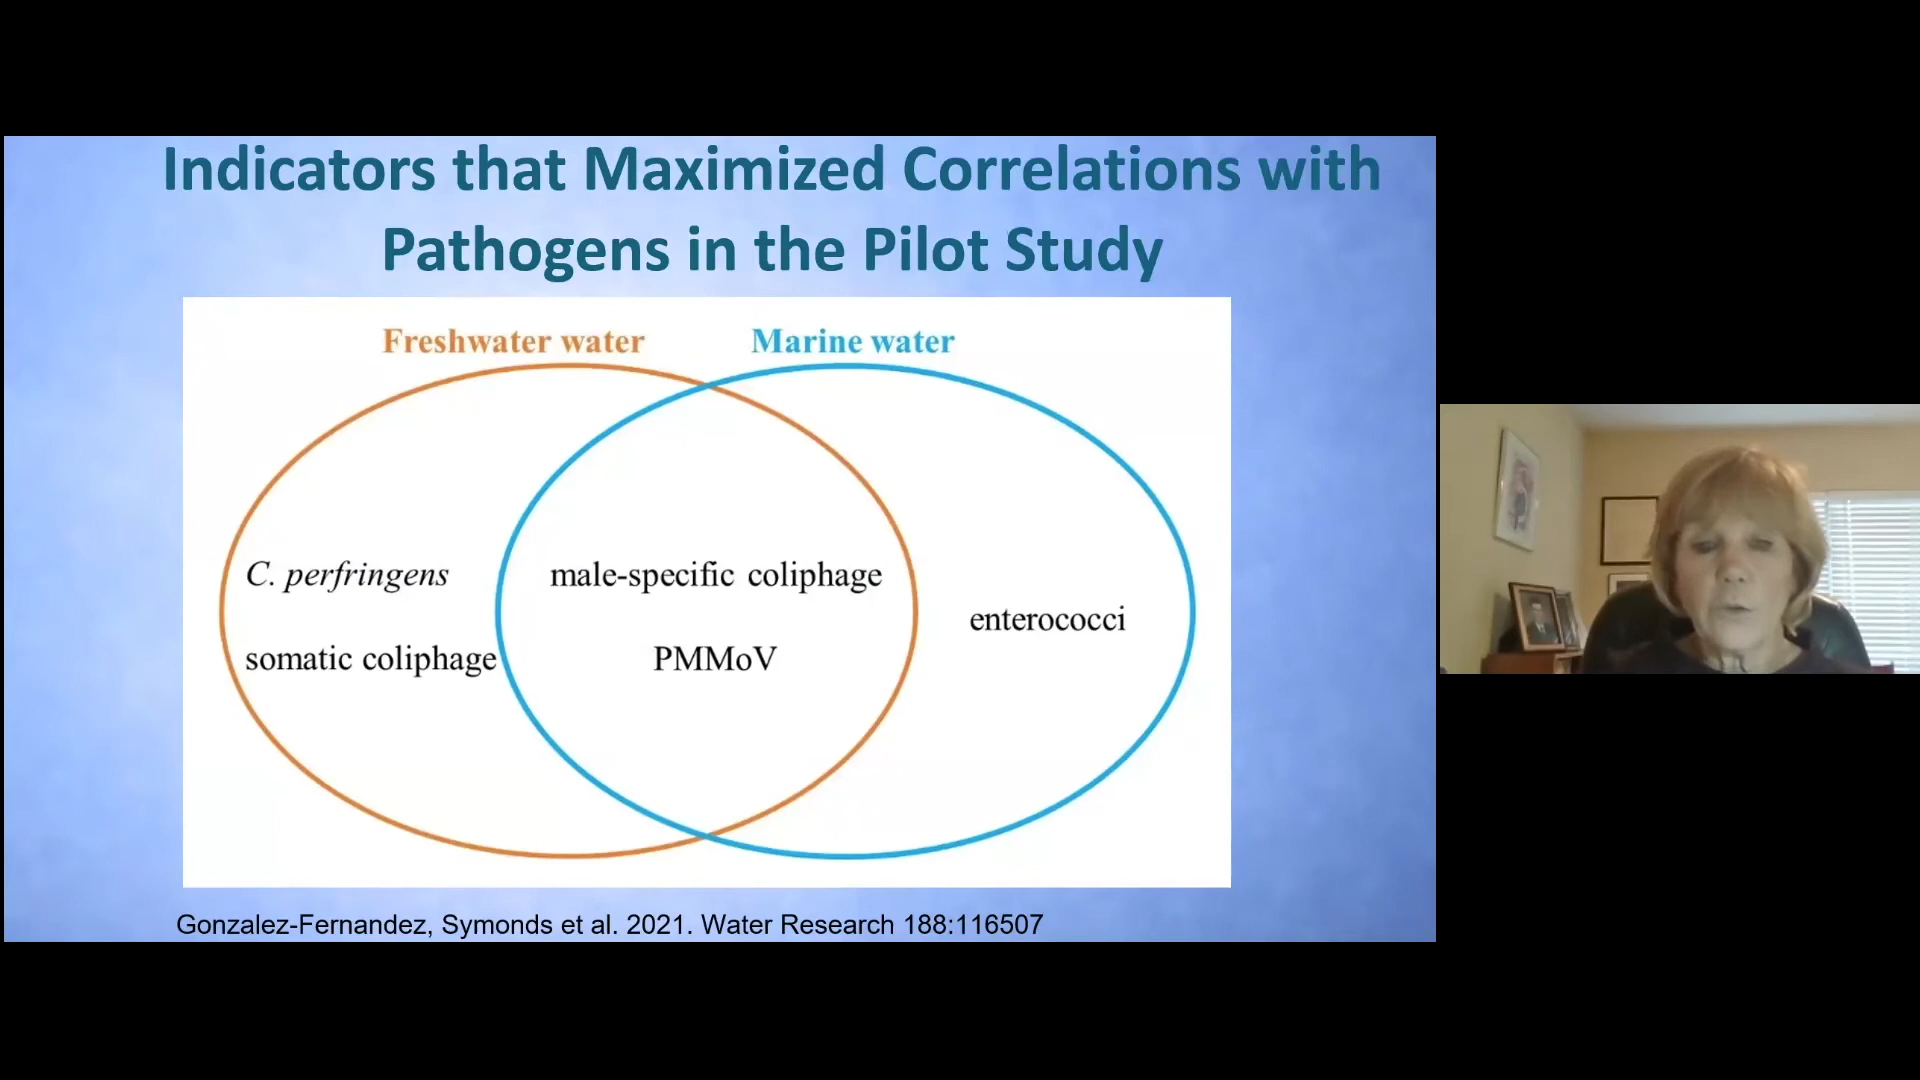 Indicators that Maximized Correlations with
Pathogens in the Pilot Study
Freshwater water
Marine water
C. perfringens
somatic coliphage
male-specific coliphage
PMMoV
enterococci
Gonzalez-Fernandez, Symonds et al. 2021. Water Research 188:116507